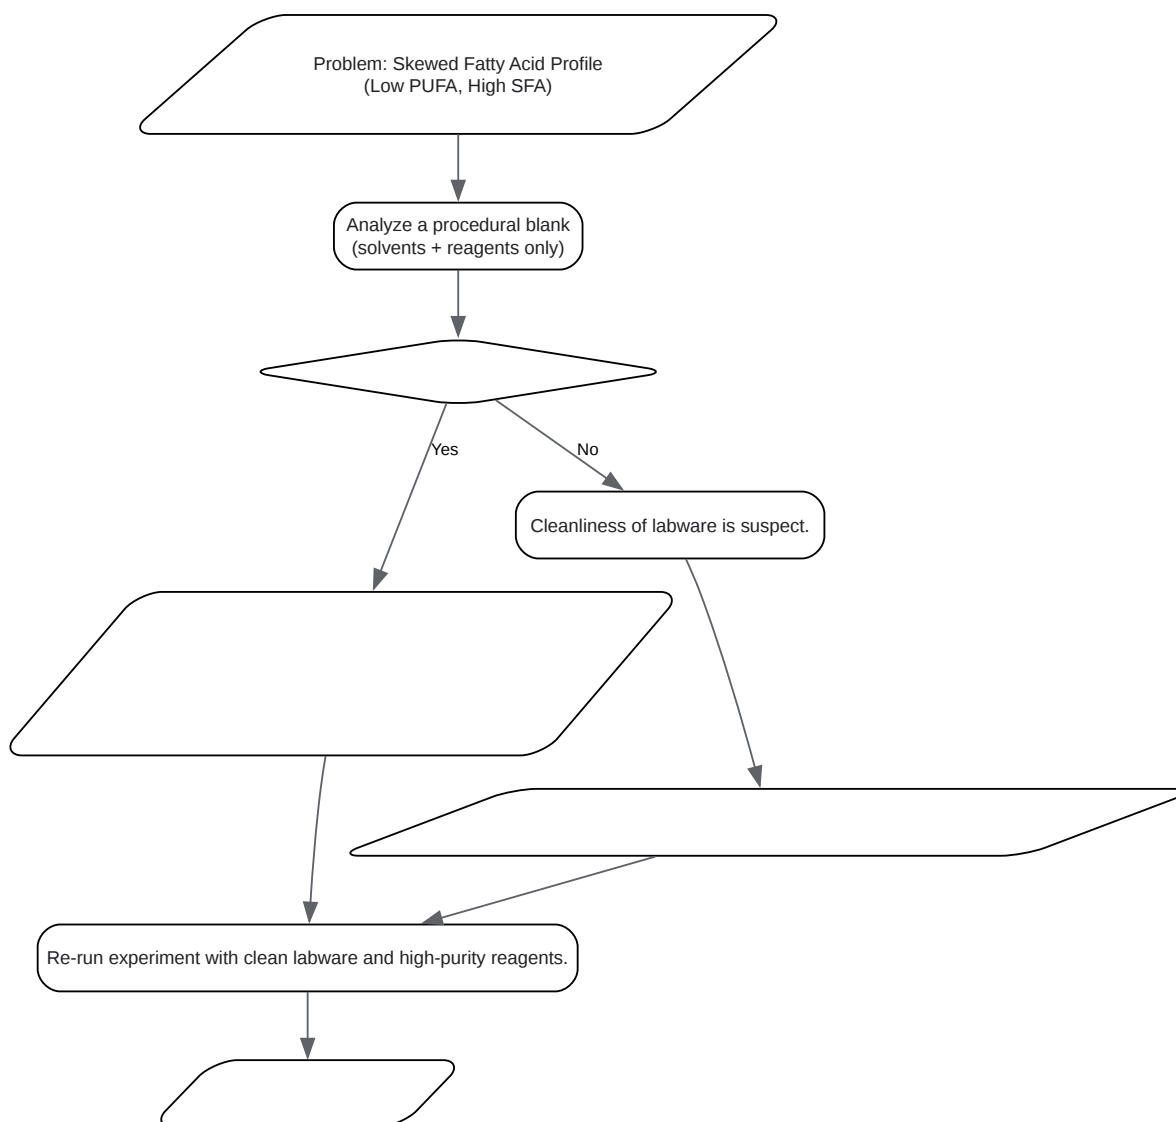 Problem: Skewed Fatty Acid Profile
(Low PUFA, High SFA)
Analyze a procedural blank
(solvents + reagents only)
Yes
No
Cleanliness of labware is suspect.
Re-run experiment with clean labware and high-purity reagents.